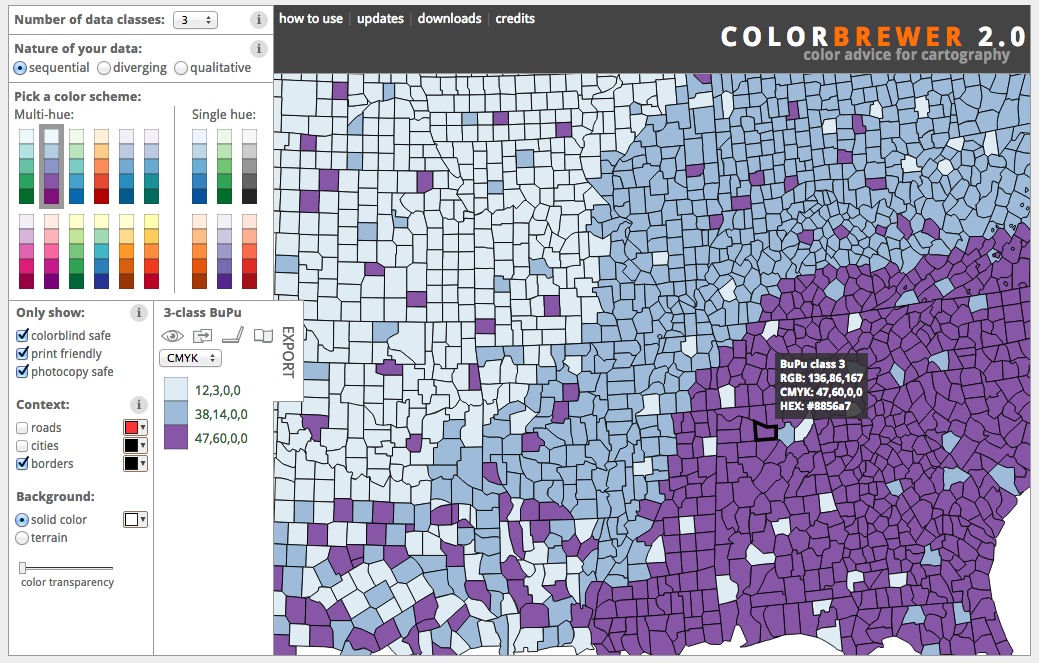 Number of data classes: 3 i
how to use | updates | downloads | credits
COLORBREWER 2.0
color advice for cartography
Nature of your data: i
sequential diverging qualitative
Pick a color scheme:
Multi-hue: Single hue:
Only show: i
colorblind safe
print friendly
photocopy safe
Context: i
roads
cities
borders
Background:
solid color
terrain
color transparency
3-class BuPu
EXPORT
CMYK
12,3,0,0
38,14,0,0
47,60,0,0
BuPu class 3
RGB: 136,86,167
CMYK: 47,60,0,0
HEX: #8856a7